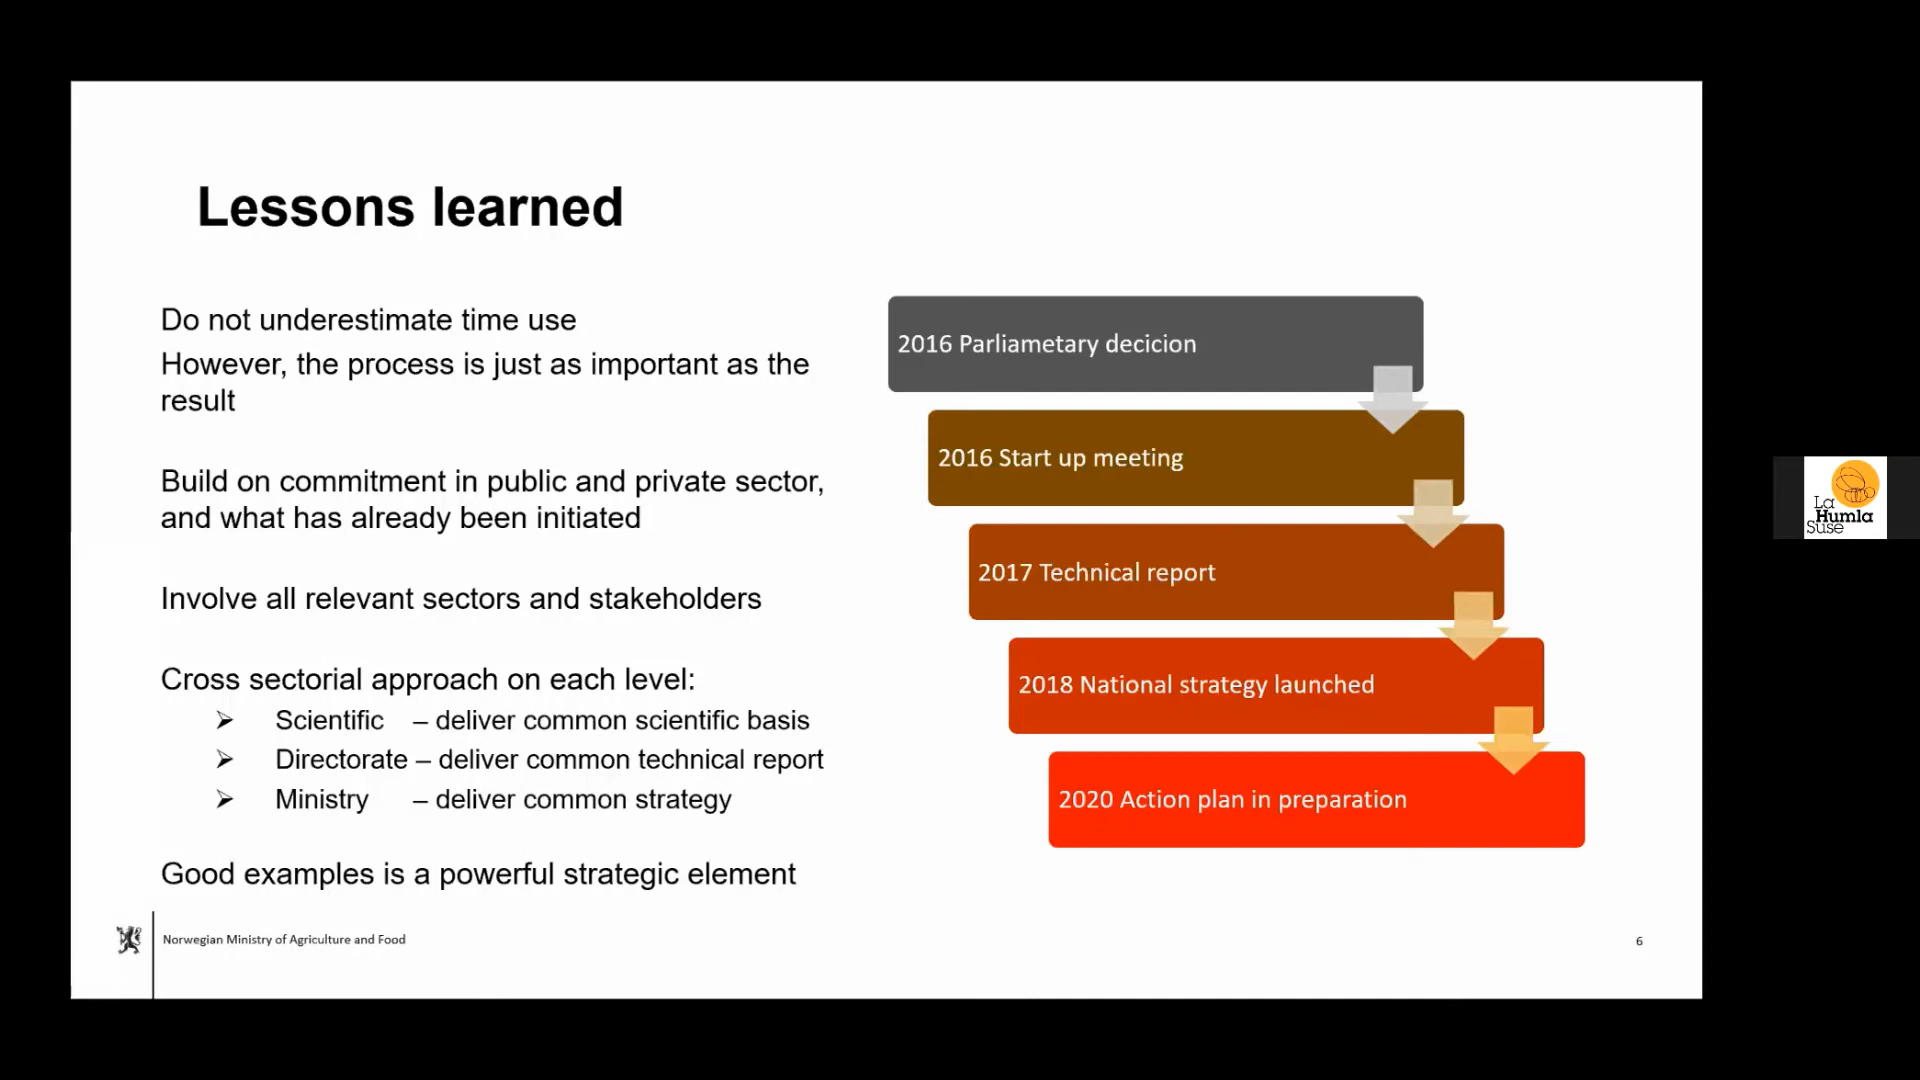 Lessons learned
Do not underestimate time use
However, the process is just as important as the
result
Build on commitment in public and private sector,
and what has already been initiated
Involve all relevant sectors and stakeholders
Cross sectorial approach on each level:
➢ Scientific – deliver common scientific basis
➢ Directorate – deliver common technical report
➢ Ministry – deliver common strategy
Good examples is a powerful strategic element
2016 Parliametary decicion
2016 Start up meeting
2017 Technical report
2018 National strategy launched
2020 Action plan in preparation
Norwegian Ministry of Agriculture and Food
6
La
Humla
Suse